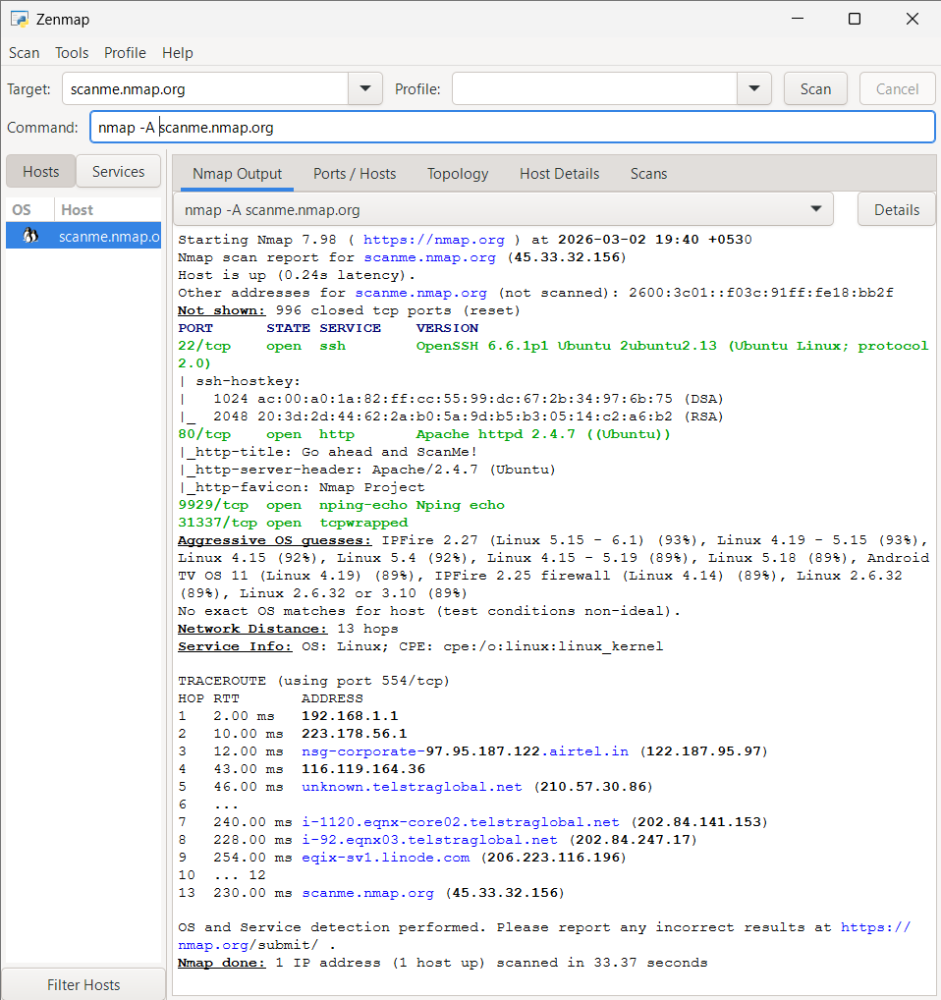 Zenmap
Scan Tools Profile Help
Target: scanme.nmap.org Profile: Scan Cancel
Command: nmap -A scanme.nmap.org
Hosts Services
OS Host
scanme.nmap.o
Filter Hosts
Nmap Output Ports / Hosts Topology Host Details Scans
nmap -A scanme.nmap.org Details
Starting Nmap 7.98 ( https://nmap.org ) at 2026-03-02 19:40 +0530
Nmap scan report for scanme.nmap.org (45.33.32.156)
Host is up (0.24s latency).
Other addresses for scanme.nmap.org (not scanned): 2600:3c01::f03c:91ff:fe18:bb2f
Not shown: 996 closed tcp ports (reset)
PORT      STATE SERVICE    VERSION
22/tcp    open  ssh        OpenSSH 6.6.1p1 Ubuntu 2ubuntu2.13 (Ubuntu Linux; protocol
2.0)
| ssh-hostkey:
|   1024 ac:00:a0:1a:82:ff:cc:55:99:dc:67:2b:34:97:6b:75 (DSA)
|_  2048 20:3d:2d:44:62:2a:b0:5a:9d:b5:b3:05:14:c2:a6:b2 (RSA)
80/tcp    open  http       Apache httpd 2.4.7 ((Ubuntu))
|_http-title: Go ahead and ScanMe!
|_http-server-header: Apache/2.4.7 (Ubuntu)
|_http-favicon: Nmap Project
9929/tcp  open  nping-echo Nping echo
31337/tcp open  tcpwrapped
Aggressive OS guesses: IPFire 2.27 (Linux 5.15 - 6.1) (93%), Linux 4.19 - 5.15 (93%),
Linux 4.15 (92%), Linux 5.4 (92%), Linux 4.15 - 5.19 (89%), Linux 5.18 (89%), Android
TV OS 11 (Linux 4.19) (89%), IPFire 2.25 firewall (Linux 4.14) (89%), Linux 2.6.32
(89%), Linux 2.6.32 or 3.10 (89%)
No exact OS matches for host (test conditions non-ideal).
Network Distance: 13 hops
Service Info: OS: Linux; CPE: cpe:/o:linux:linux_kernel
TRACEROUTE (using port 554/tcp)
HOP RTT       ADDRESS
1   2.00 ms   192.168.1.1
2   10.00 ms  223.178.56.1
3   12.00 ms  nsg-corporate-97.95.187.122.airtel.in (122.187.95.97)
4   43.00 ms  116.119.164.36
5   46.00 ms  unknown.telstraglobal.net (210.57.30.86)
6   ...
7   240.00 ms i-1120.eqnx-core02.telstraglobal.net (202.84.141.153)
8   228.00 ms i-92.eqnx03.telstraglobal.net (202.84.247.17)
9   254.00 ms eqix-sv1.linode.com (206.223.116.196)
10  ... 12
13  230.00 ms scanme.nmap.org (45.33.32.156)
OS and Service detection performed. Please report any incorrect results at https://
nmap.org/submit/ .
Nmap done: 1 IP address (1 host up) scanned in 33.37 seconds